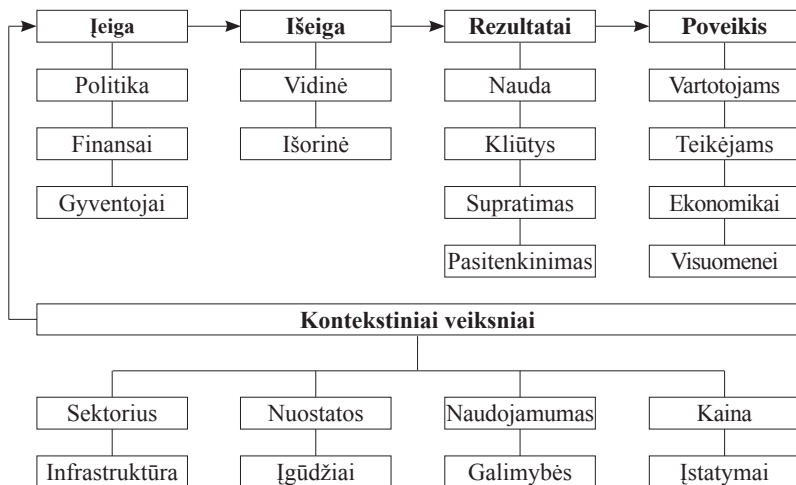 Įeiga
Išeiga
Rezultatai
Poveikis
Politika
Vidinė
Nauda
Vartotojams
Finansai
Išorinė
Kliūtys
Teikėjams
Gyventojai
Supratimas
Ekonomikai
Pasitenkinimas
Visuomenei
Kontekstiniai veiksniai
Sektorius
Nuostatos
Naudojamumas
Kaina
Infrastruktūra
Įgūdžiai
Galimybės
Įstatymai